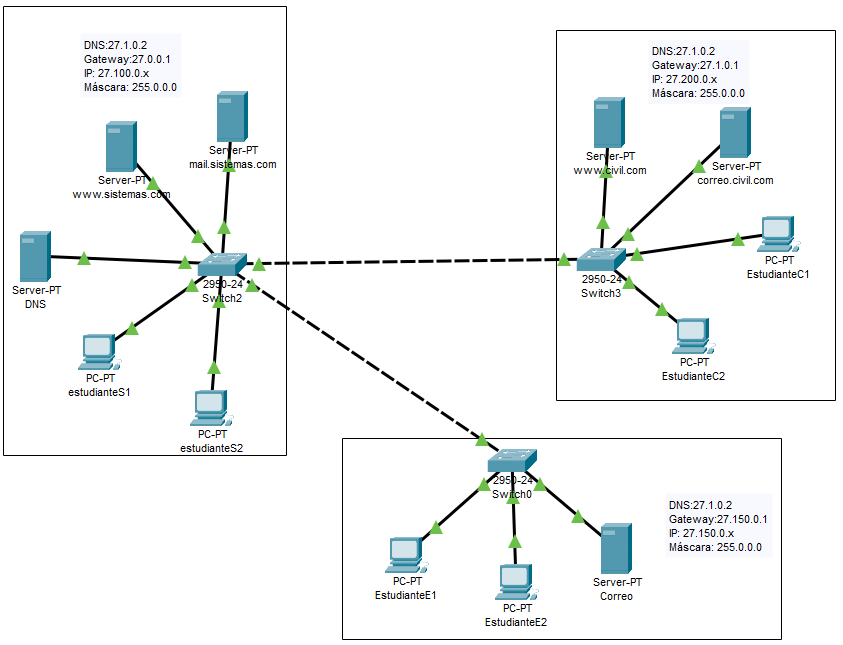 DNS:27.1.0.2
Gateway:27.0.0.1
IP: 27.100.0.x
Máscara: 255.0.0.0
Server-PT
mail.sistemas.com
Server-PT
www.sistemas.com
Server-PT
DNS
2950-24
Switch2
PC-PT
estudianteS1
PC-PT
estudianteS2
DNS:27.1.0.2
Gateway:27.1.0.1
IP: 27.200.0.x
Máscara: 255.0.0.0
Server-PT
www.civil.com
Server-PT
correo.civil.com
2950-24
Switch3
PC-PT
EstudianteC1
PC-PT
EstudianteC2
2950-24
Switch0
DNS:27.1.0.2
Gateway:27.150.0.1
IP: 27.150.0.x
Máscara: 255.0.0.0
PC-PT
EstudianteE1
PC-PT
EstudianteE2
Server-PT
Correo